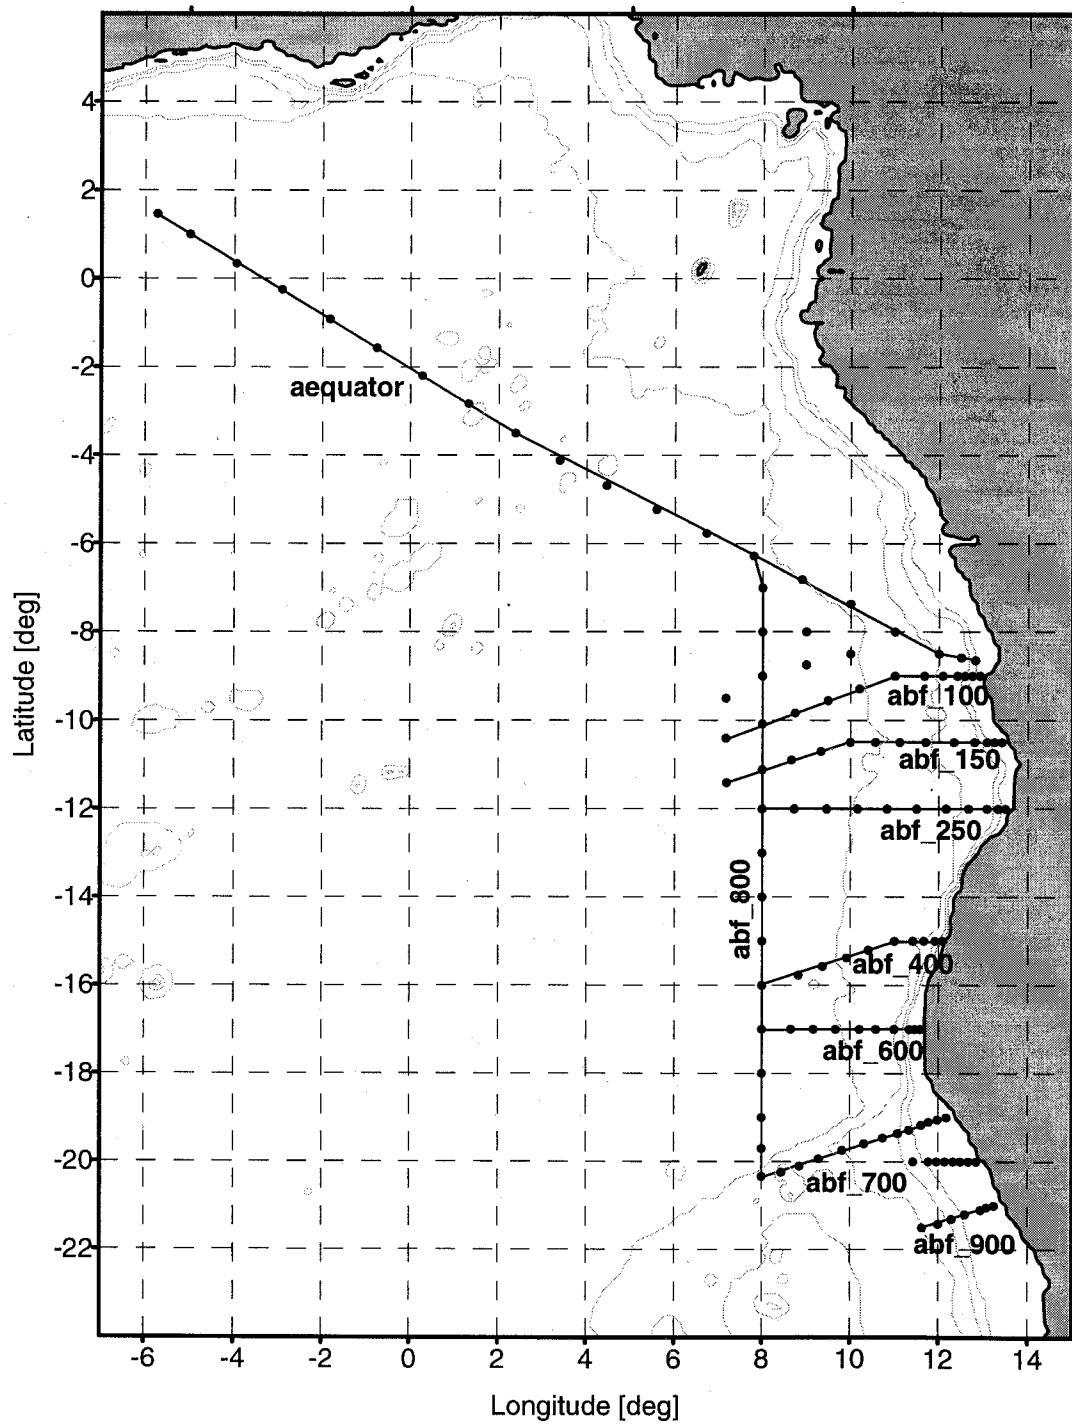 4
2
0
-2
-4
-6
-8
-10
-12
-14
-16
-18
-20
-22
Latitude [deg]
aequator
abf_100
abf_150
abf_250
abf_800
abf_400
abf_600
abf_700
abf_900
-6 -4 -2 0 2 4 6 8 10 12 14
Longitude [deg]